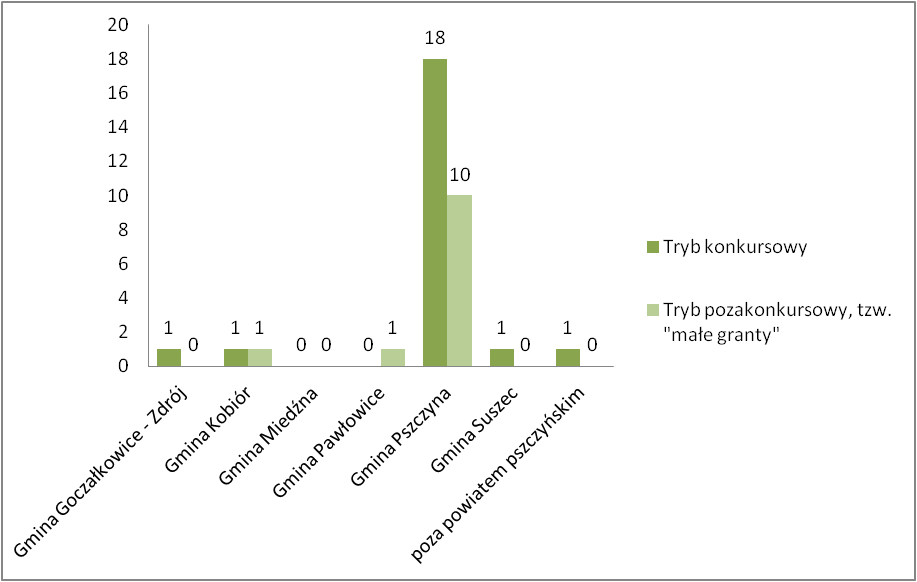 20
18
16
14
12
10
8
6
4
2
0
1
0
1
1
0
0
0
1
18
10
1
0
1
0
Gmina Goczałkowice - Zdrój
Gmina Kobiór
Gmina Miedźna
Gmina Pawłowice
Gmina Pszczyna
Gmina Suszec
poza powiatem pszczyńskim
Tryb konkursowy
Tryb pozakonkursowy, tzw.
"małe granty"